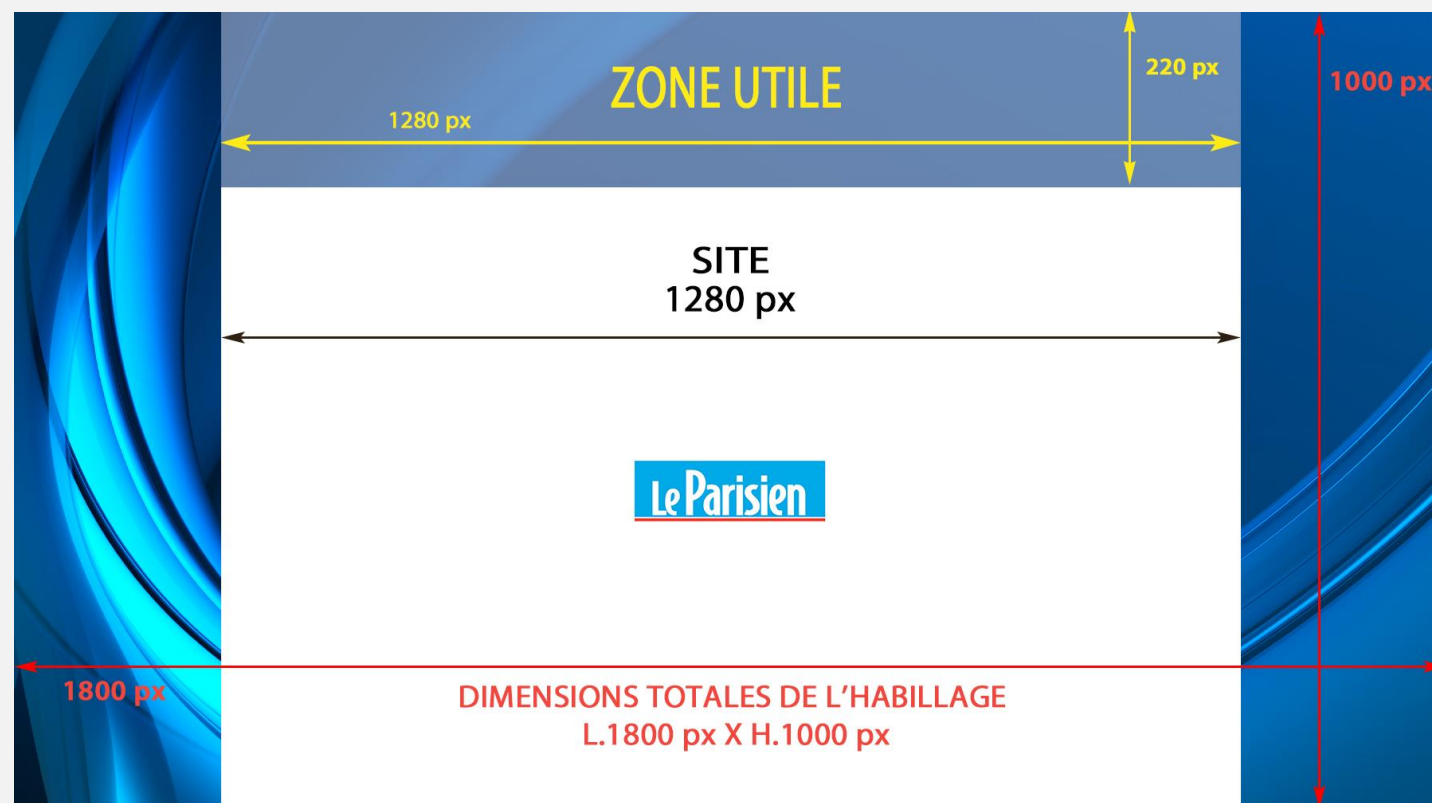 ZONE UTILE
220 px
1000 px
1280 px
SITE
1280 px
Le Parisien
1800 px
DIMENSIONS TOTALES DE L'HABILLAGE
L.1800 px X H.1000 px